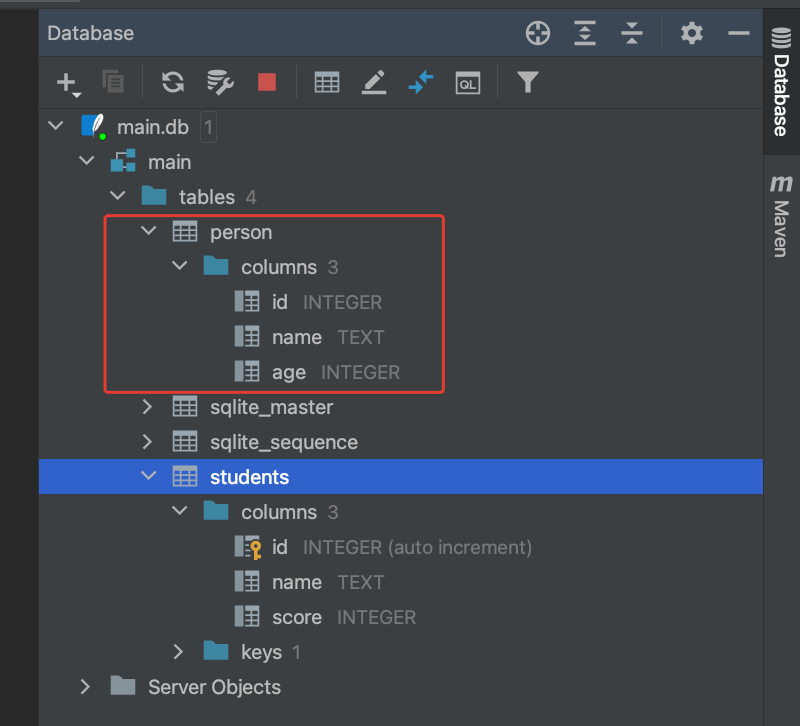 Database
QL
main.db 1
main
tables 4
person
columns 3
id INTEGER
name TEXT
age INTEGER
sqlite_master
sqlite_sequence
students
columns 3
id INTEGER (auto increment)
name TEXT
score INTEGER
keys 1
Server Objects
Database
m
Maven